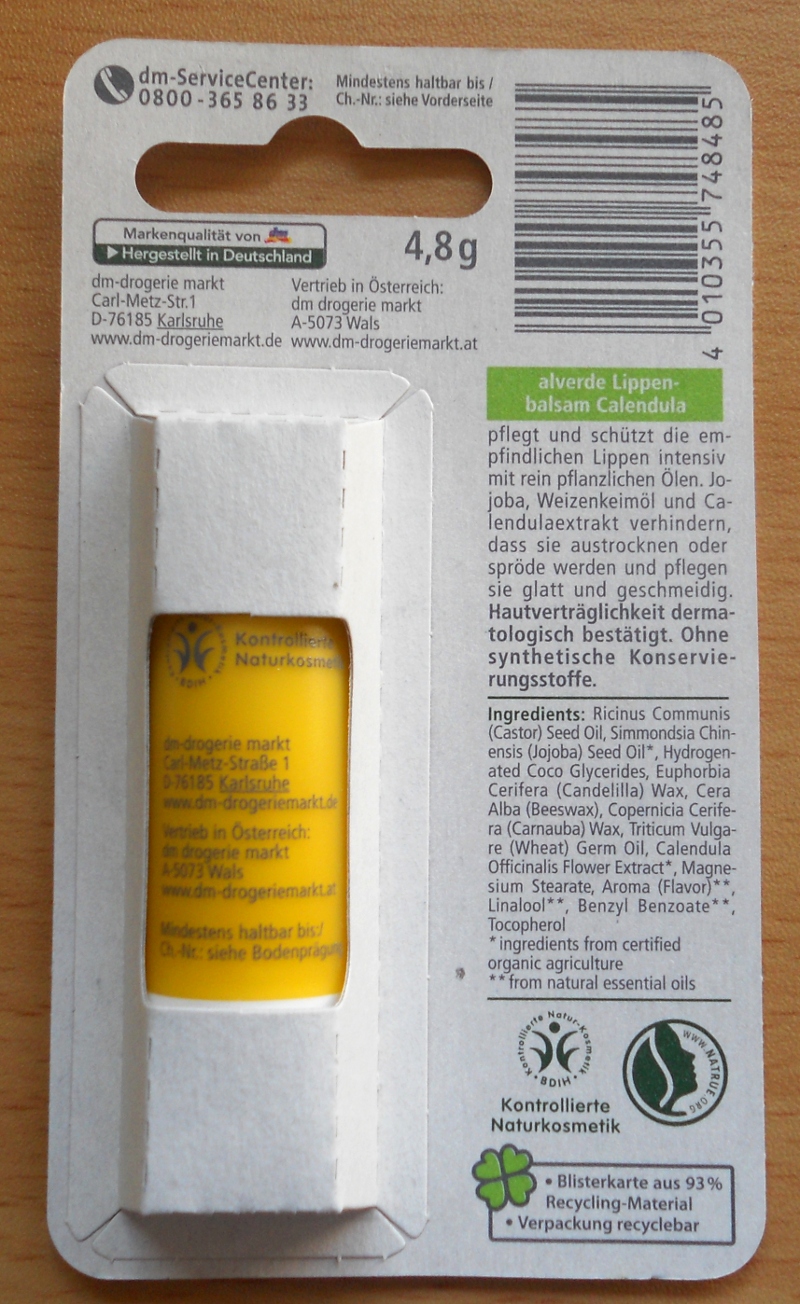 dm-ServiceCenter:
0800-365 86 33
Mindestens haltbar bis /
Ch.-Nr.: siehe Vorderseite
4 010355 748485
Markenqualität von
Hergestellt in Deutschland
4,8g
dm-drogerie markt
Carl-Metz-Str.1
D-76185 Karlsruhe
www.dm-drogeriemarkt.de
Vertrieb in Österreich:
dm drogerie markt
A-5073 Wals
www.dm-drogeriemarkt.at
alverde Lippen-
balsam Calendula
pflegt und schützt die em-
pfindlichen Lippen intensiv
mit rein pflanzlichen Ölen. Jo-
joba, Weizenkeimöl und Ca-
lendulaextrakt verhindern,
dass sie austrocknen oder
spröde werden und pflegen
sie glatt und geschmeidig.
Hautverträglichkeit derma-
tologisch bestätigt. Ohne
synthetische Konservie-
rungsstoffe.
Ingredients: Ricinus Communis
(Castor) Seed Oil, Simmondsia Chin-
ensis (Jojoba) Seed Oil*, Hydrogen-
ated Coco Glycerides, Euphorbia
Cerifera (Candelilla) Wax, Cera
Alba (Beeswax), Copernicia Cerife-
ra (Carnauba) Wax, Triticum Vulga-
re (Wheat) Germ Oil, Calendula
Officinalis Flower Extract*, Magne-
sium Stearate, Aroma (Flavor)**,
Linalool**, Benzyl Benzoate**,
Tocopherol
* ingredients from certified
organic agriculture
** from natural essential oils
Kontrollierte Natur-Kosmetik
• BDIH •
Kontrollierte
Naturkosmetik
WWW.NATRUE.ORG
• Blisterkarte aus 93%
Recycling-Material
• Verpackung recyclebar
BDIH
Kontrollierte
Naturkosmetik
dm-drogerie markt
Carl-Metz-Straße 1
D-76185 Karlsruhe
www.dm-drogeriemarkt.de
Vertrieb in Österreich:
dm drogerie markt
A-5073 Wals
www.dm-drogeriemarkt.at
Mindestens haltbar bis:/
Ch.-Nr.: siehe Bodenprägung